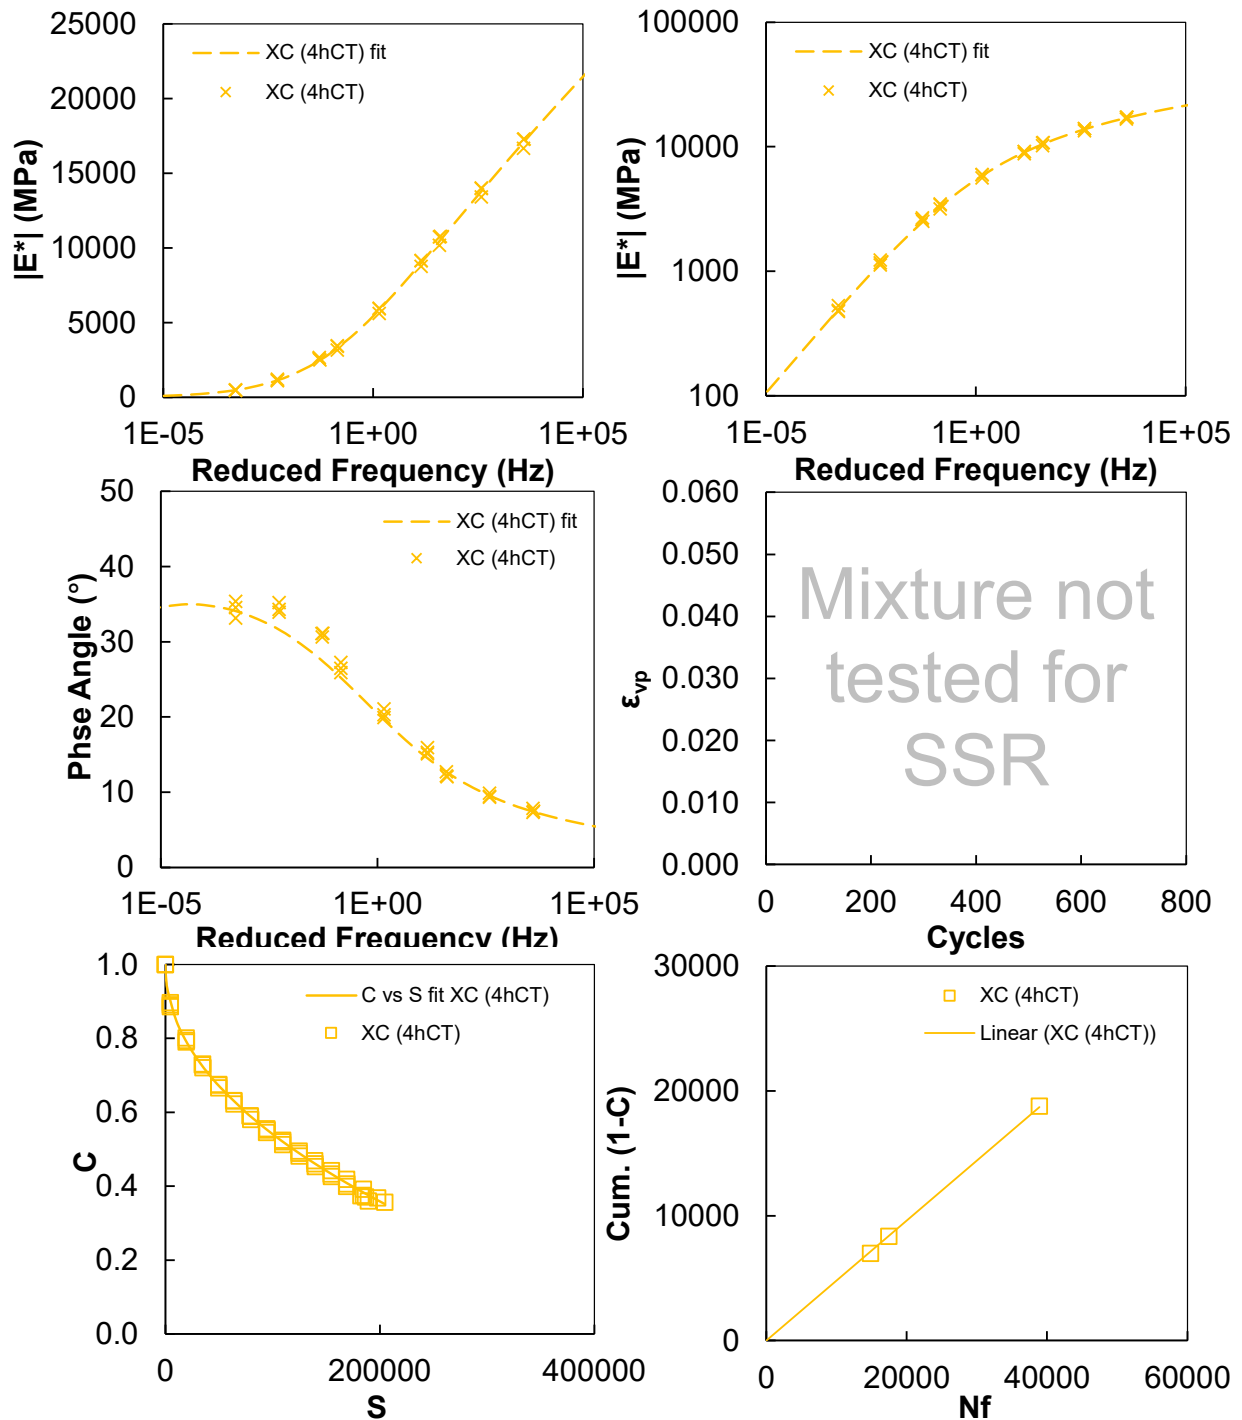 25000
20000
15000
10000
5000
0
|E*| (MPa)
XC (4hCT) fit
XC (4hCT)
1E-05 1E+00 1E+05
Reduced Frequency (Hz)
100000
10000
1000
100
|E*| (MPa)
XC (4hCT) fit
XC (4hCT)
1E-05 1E+00 1E+05
Reduced Frequency (Hz)
50
40
30
20
10
0
Phse Angle (°)
XC (4hCT) fit
XC (4hCT)
1E-05 1E+00 1E+05
Reduced Frequency (Hz)
0.060
0.050
0.040
0.030
0.020
0.010
0.000
εvp
Mixture not
tested for
SSR
0 200 400 600 800
Cycles
1.0
0.8
0.6
0.4
0.2
0.0
C
C vs S fit XC (4hCT)
XC (4hCT)
0 200000 400000
S
30000
20000
10000
0
Cum. (1-C)
XC (4hCT)
Linear (XC (4hCT))
0 20000 40000 60000
Nf